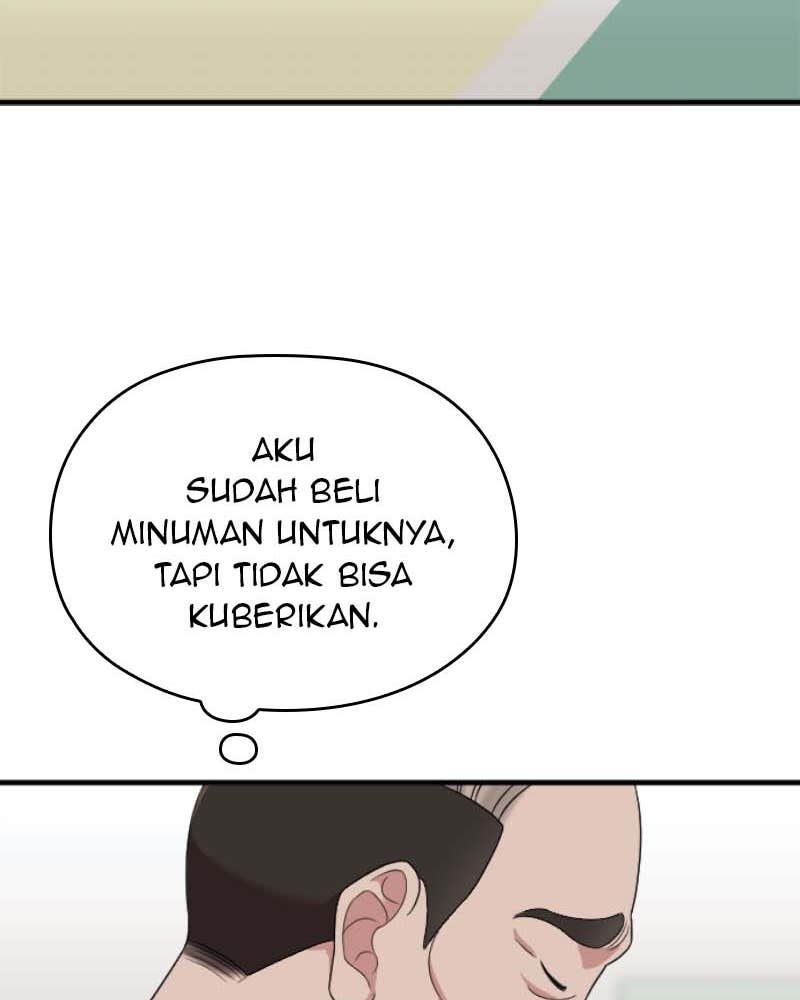 AKU
SUDAH BELI
MINUMAN UNTUKNYA,
TAPI TIDAK BISA
KUBERIKAN.